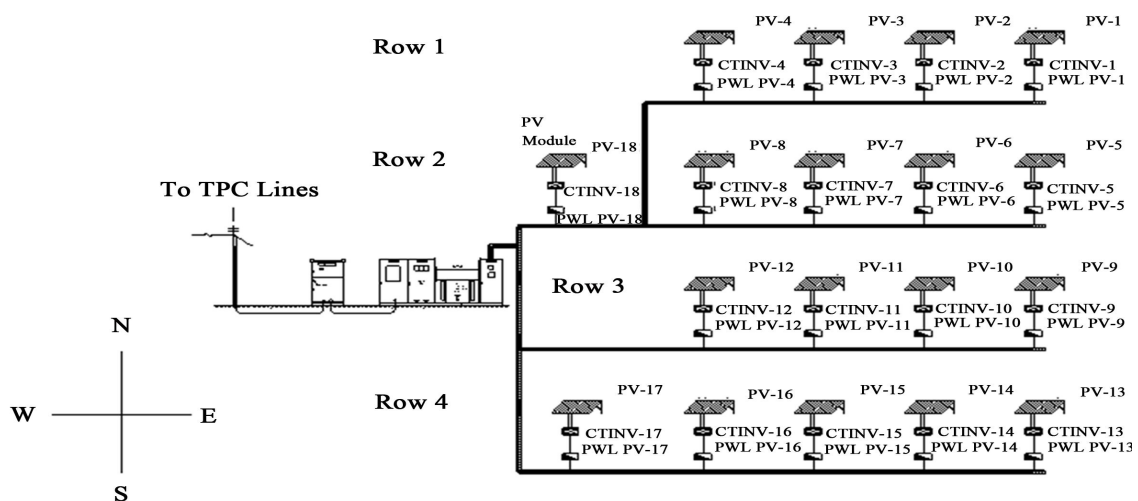 PV-4 PV-3 PV-2 PV-1
Row 1
CTINV-4 CTINV-3 CTINV-2 CTINV-1
PWL PV-4 PWL PV-3 PWL PV-2 PWL PV-1
PV
Module
PV-18 PV-8 PV-7 PV-6 PV-5
Row 2
To TPC Lines
CTINV-18 CTINV-8 CTINV-7 CTINV-6 CTINV-5
PWL PV-18 PWL PV-8 PWL PV-7 PWL PV-6 PWL PV-5
PV-12 PV-11 PV-10 PV-9
Row 3
CTINV-12 CTINV-11 CTINV-10 CTINV-9
PWL PV-12 PWL PV-11 PWL PV-10 PWL PV-9
N
W E
S
PV-17 PV-16 PV-15 PV-14 PV-13
Row 4
CTINV-17 CTINV-16 CTINV-15 CTINV-14 CTINV-13
PWL PV-17 PWL PV-16 PWL PV-15 PWL PV-14 PWL PV-13